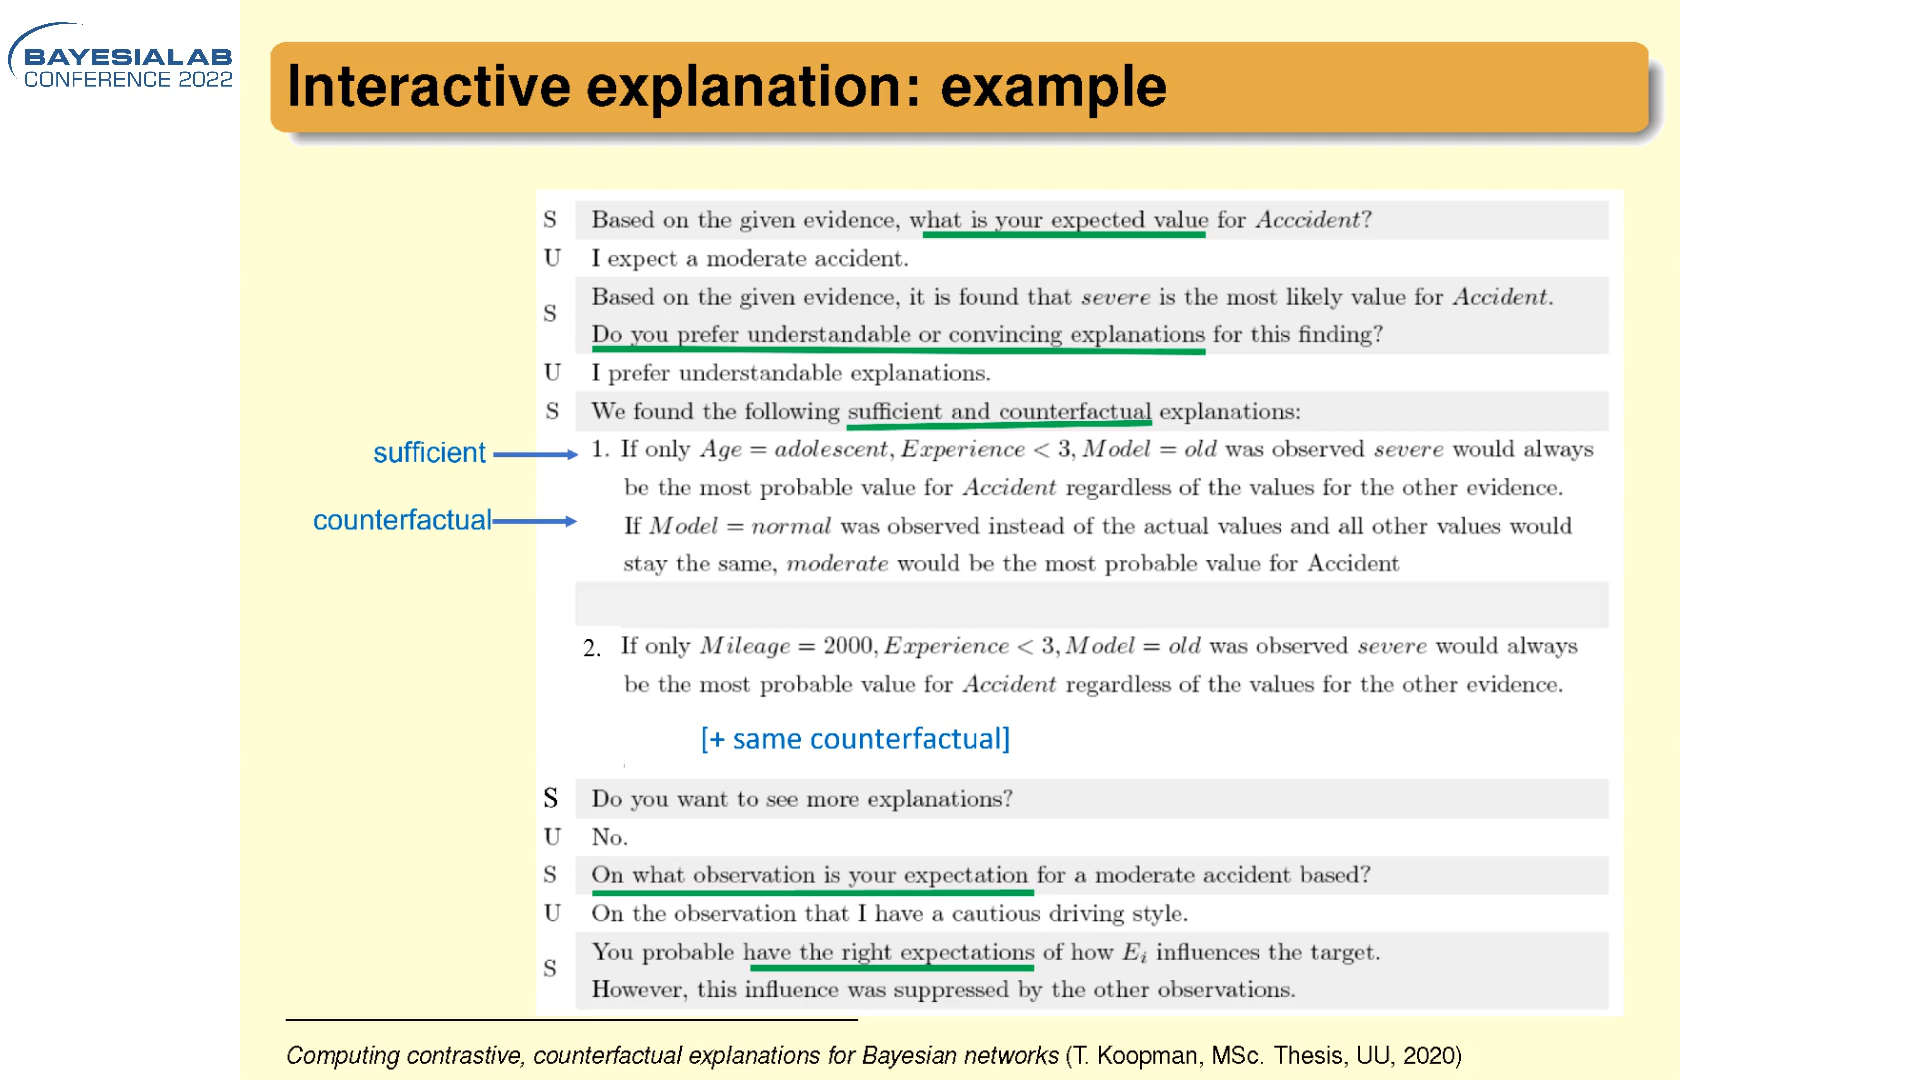 BAYESIALAB
CONFERENCE 2022
Interactive explanation: example
S Based on the given evidence, what is your expected value for Acccident?
U I expect a moderate accident.
S Based on the given evidence, it is found that severe is the most likely value for Accident.
Do you prefer understandable or convincing explanations for this finding?
U I prefer understandable explanations.
S We found the following sufficient and counterfactual explanations:
sufficient 1. If only Age = adolescent, Experience < 3, Model = old was observed severe would always
be the most probable value for Accident regardless of the values for the other evidence.
counterfactual If Model = normal was observed instead of the actual values and all other values would
stay the same, moderate would be the most probable value for Accident
2. If only Mileage = 2000, Experience < 3, Model = old was observed severe would always
be the most probable value for Accident regardless of the values for the other evidence.
[+ same counterfactual]
S Do you want to see more explanations?
U No.
S On what observation is your expectation for a moderate accident based?
U On the observation that I have a cautious driving style.
S You probable have the right expectations of how Eᵢ influences the target.
However, this influence was suppressed by the other observations.
Computing contrastive, counterfactual explanations for Bayesian networks (T. Koopman, MSc. Thesis, UU, 2020)